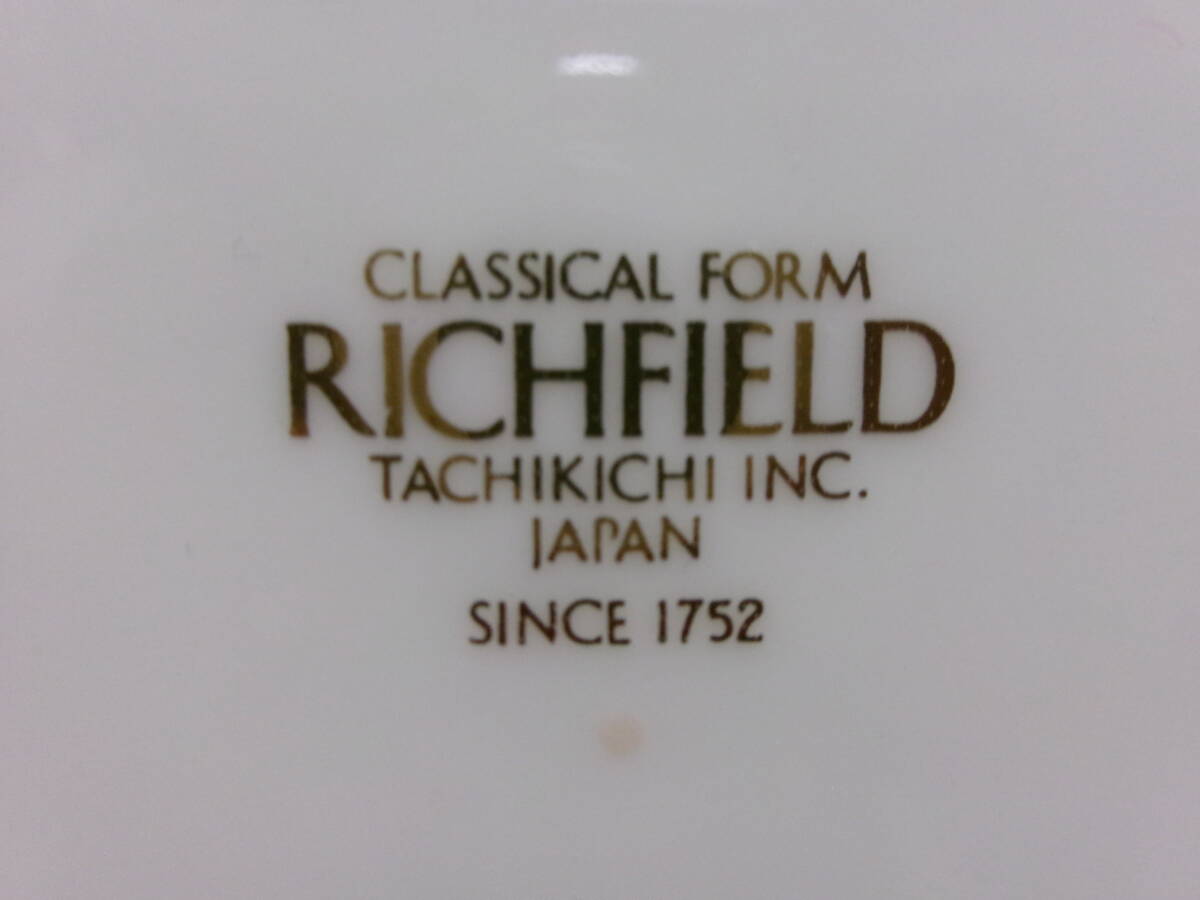 CLASSICAL FORM
RICHFIELD
TACHIKICHI INC.
JAPAN
SINCE 1752